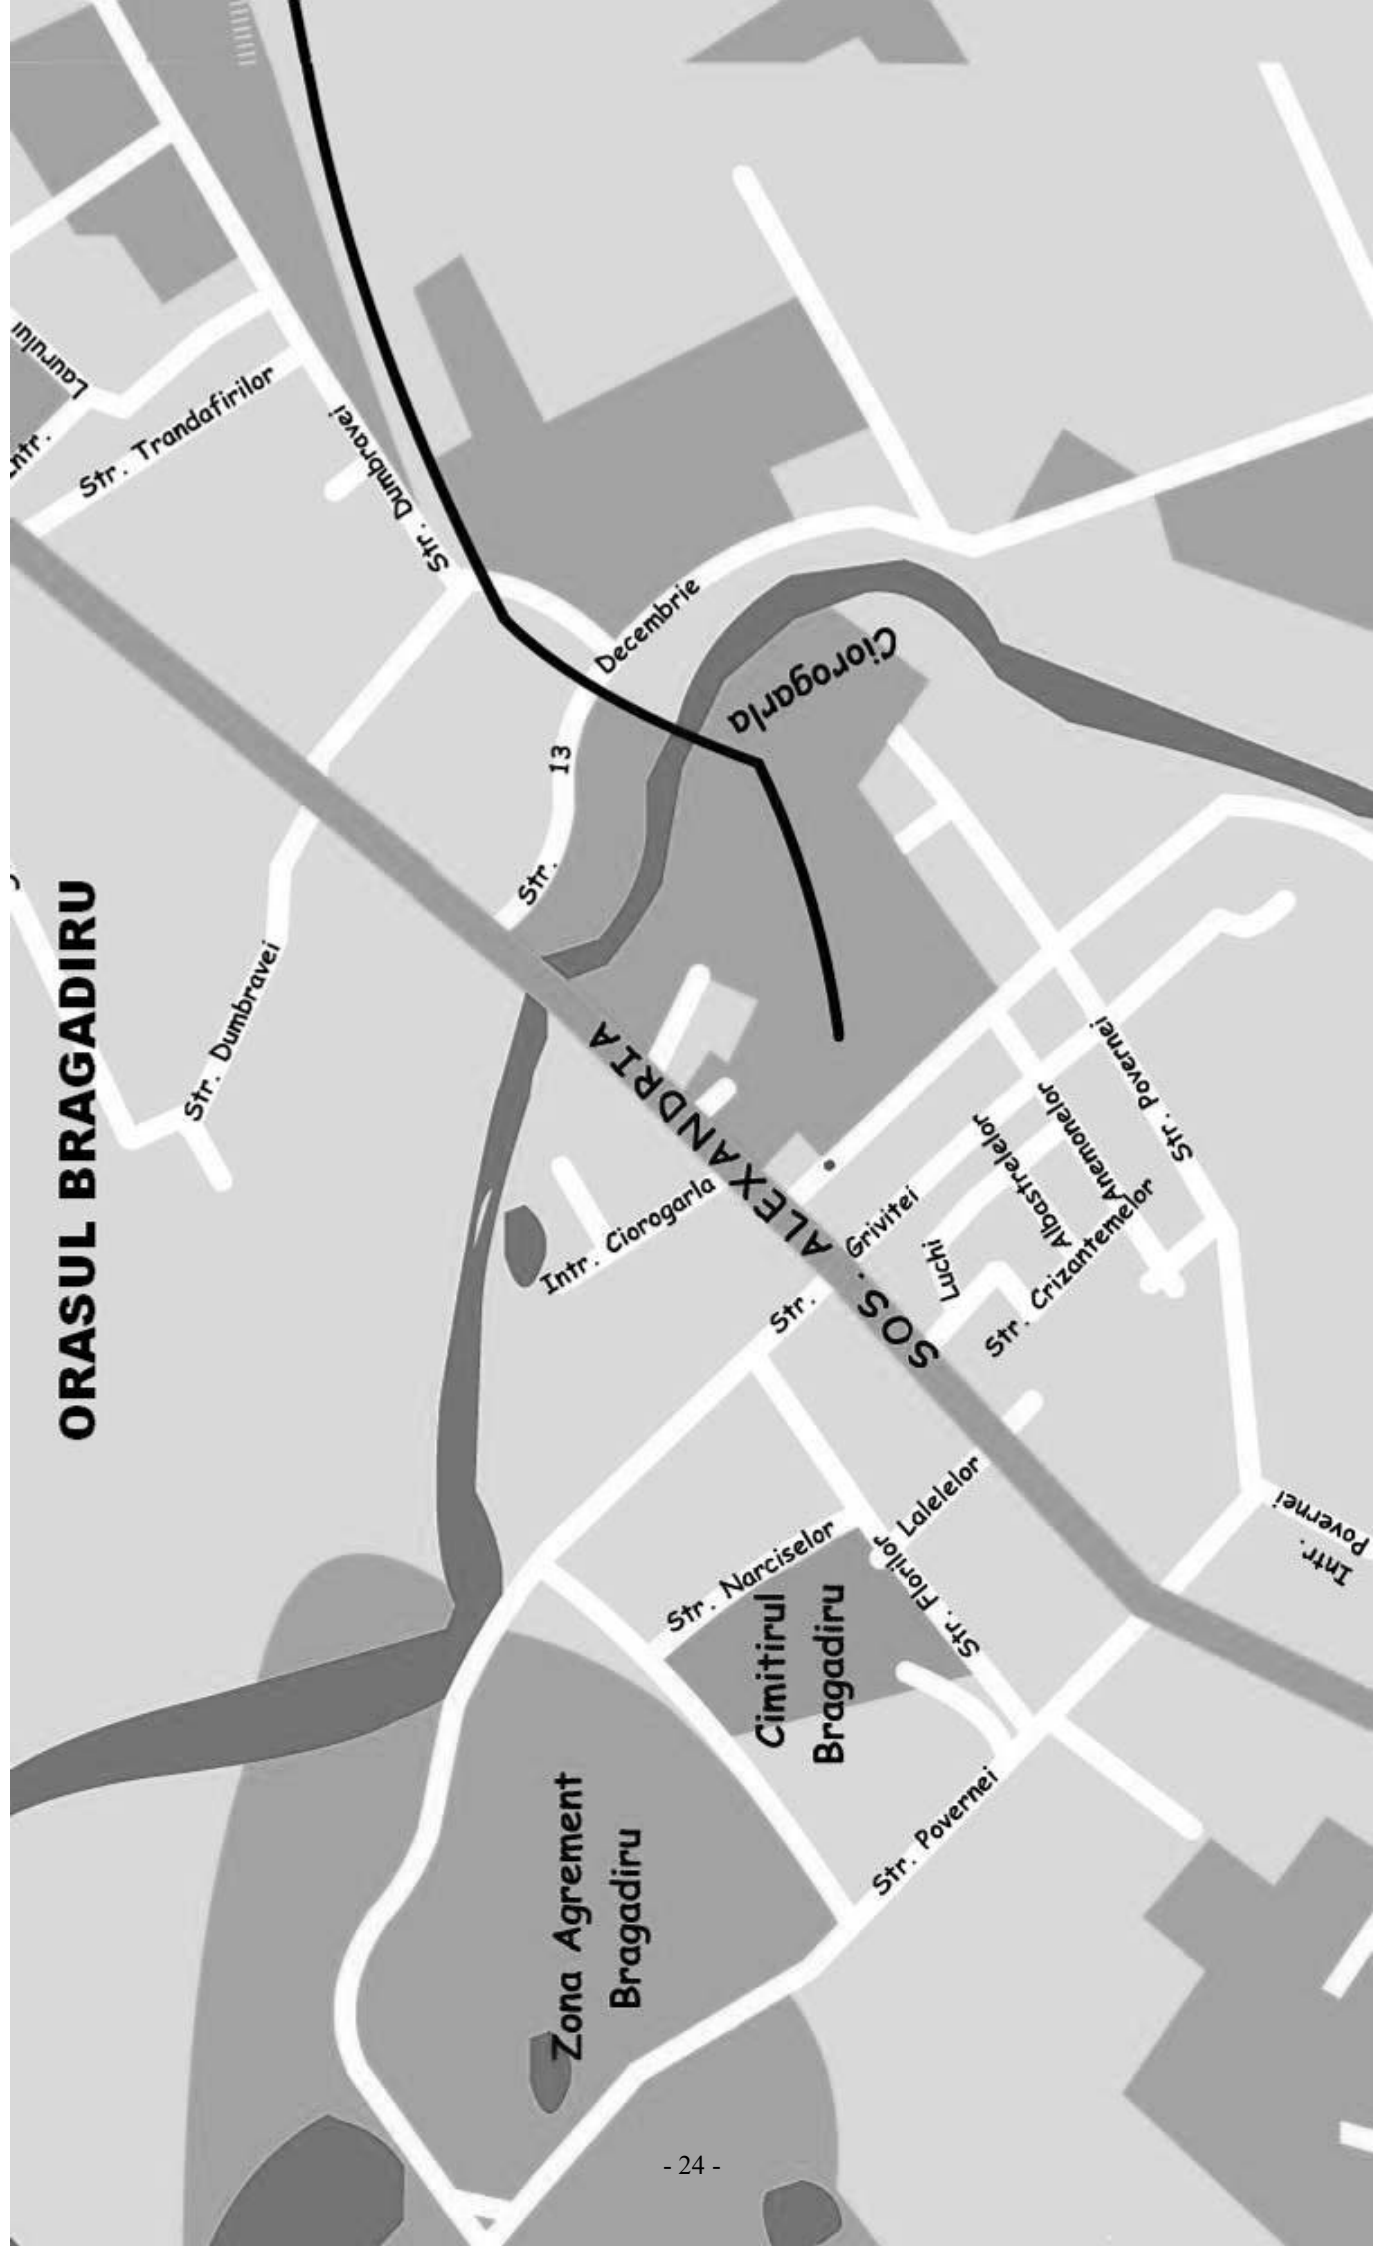 ORASUL BRAGADIRU
Laurului
Intr.
Str. Trandafirilor
Str. Dumbravei
Str. 13 Decembrie
Ciorogarla
Str. Dumbravei
SOS. ALEXANDRIA
Intr. Ciorogarla
Str. Grivitei
Luchi
Albastrelelor
Anemonelor
Str. Crizantemelor
Str. Povernei
Lalelelor
Str. Narciselor
Str. Florilor
Cimitirul
Bragadiru
Intr.
Povernei
Str. Povernei
Zona Agrement
Bragadiru
- 24 -